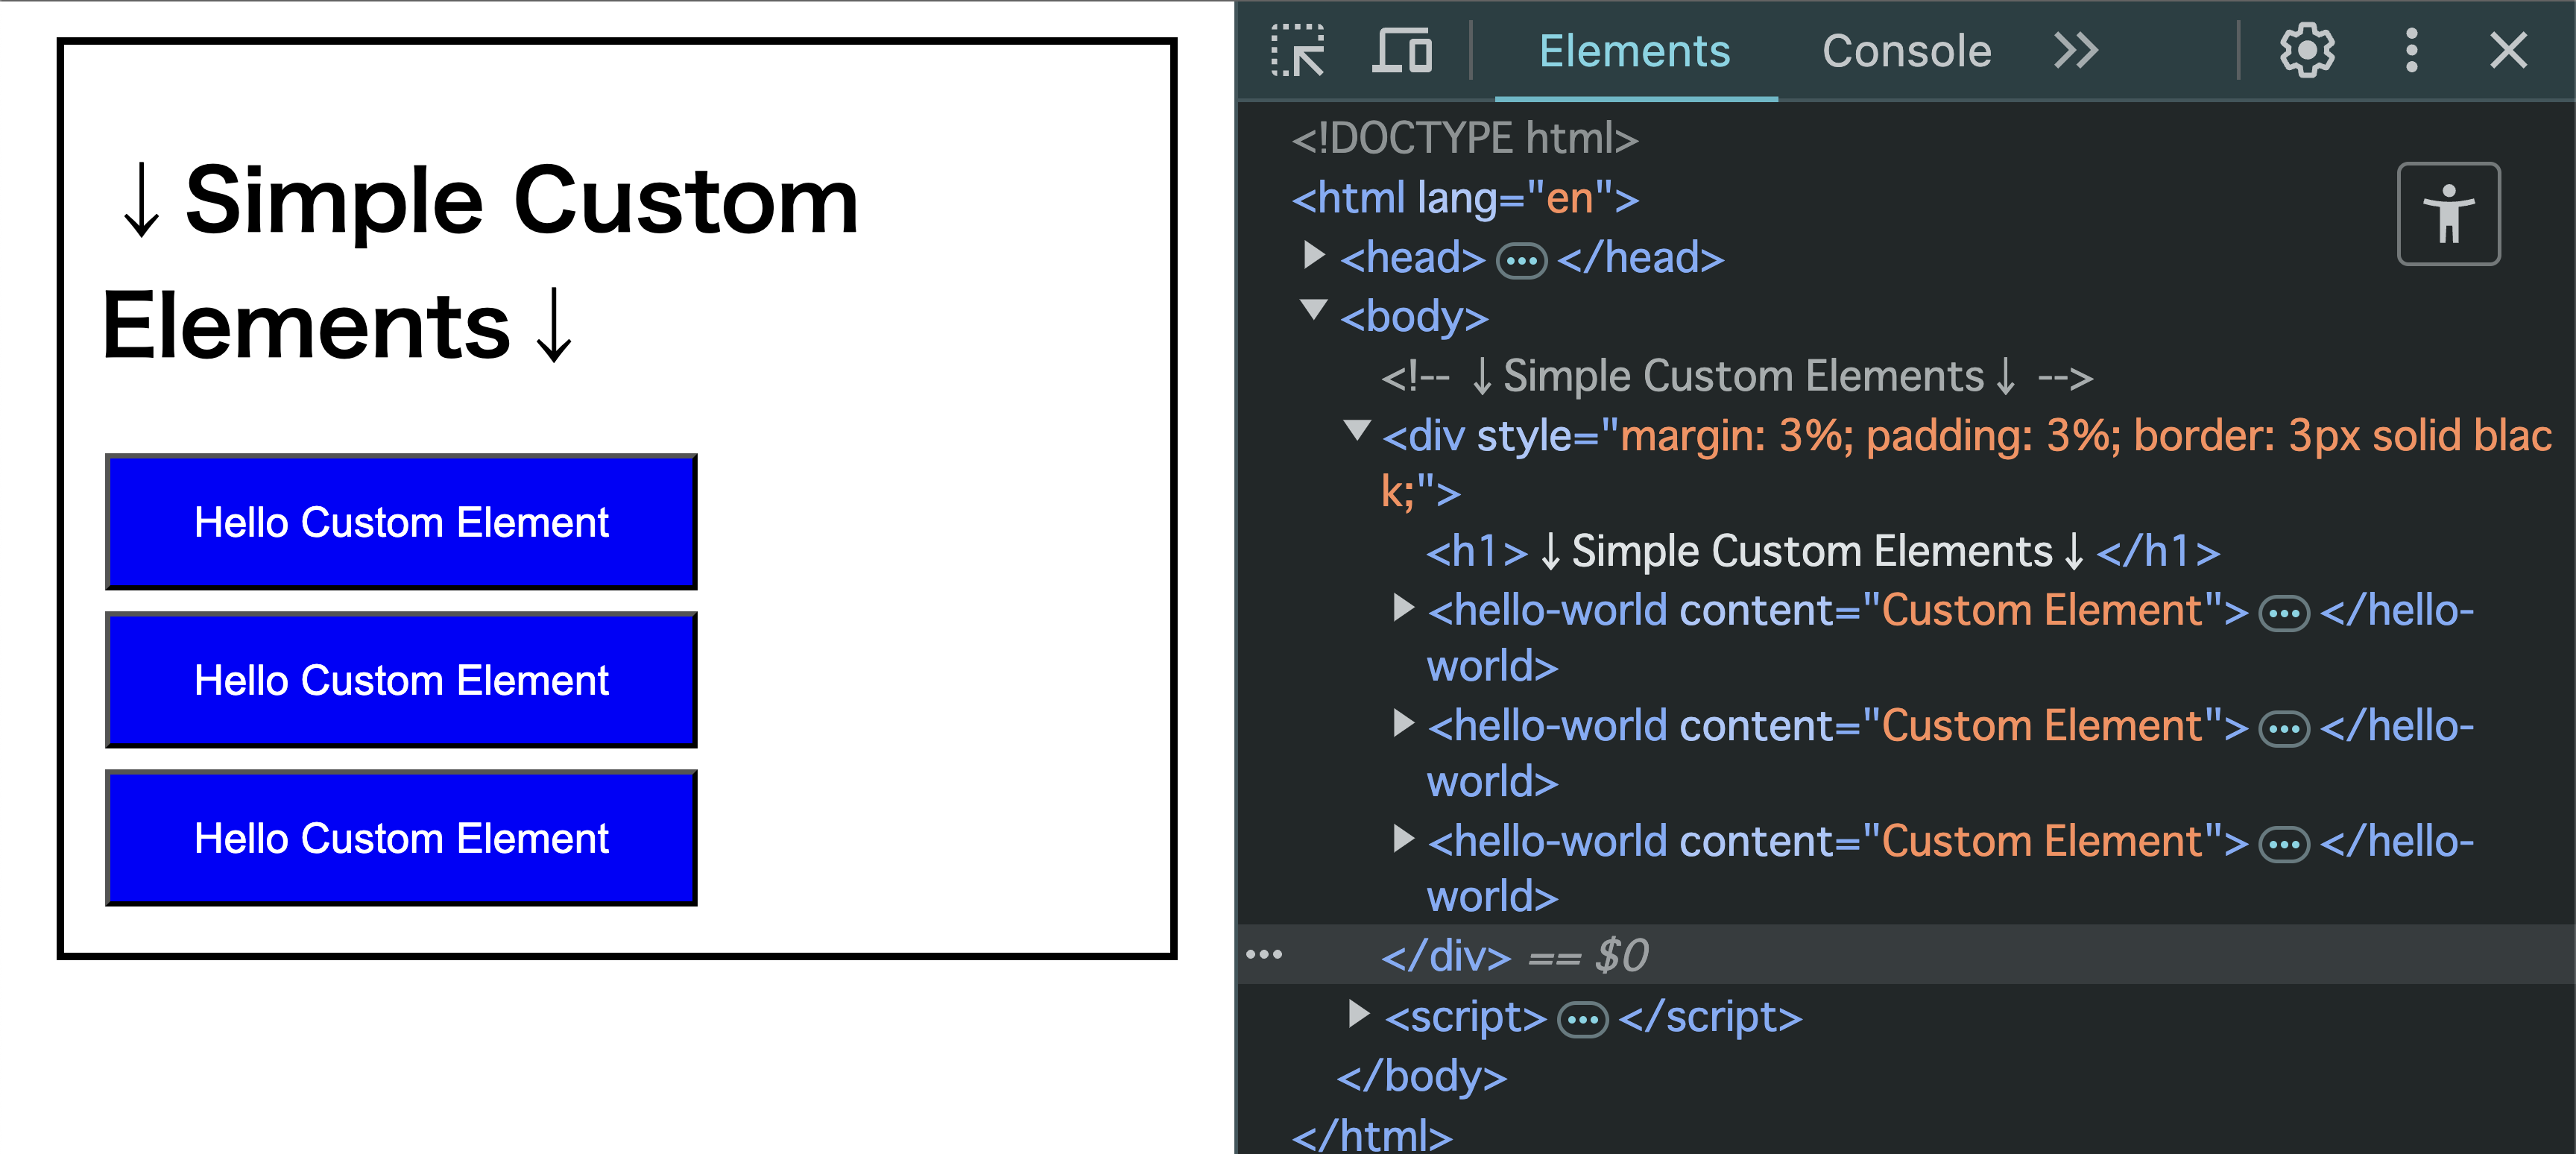 ↓Simple Custom
Elements↓
Hello Custom Element
Hello Custom Element
Hello Custom Element
Elements Console
<!DOCTYPE html>
<html lang="en">
<head> ••• </head>
<body>
<!-- ↓Simple Custom Elements↓ -->
<div style="margin: 3%; padding: 3%; border: 3px solid blac
k;">
<h1>↓Simple Custom Elements↓</h1>
<hello-world content="Custom Element"> ••• </hello-
world>
<hello-world content="Custom Element"> ••• </hello-
world>
<hello-world content="Custom Element"> ••• </hello-
world>
••• </div> == $0
<script> ••• </script>
</body>
</html>